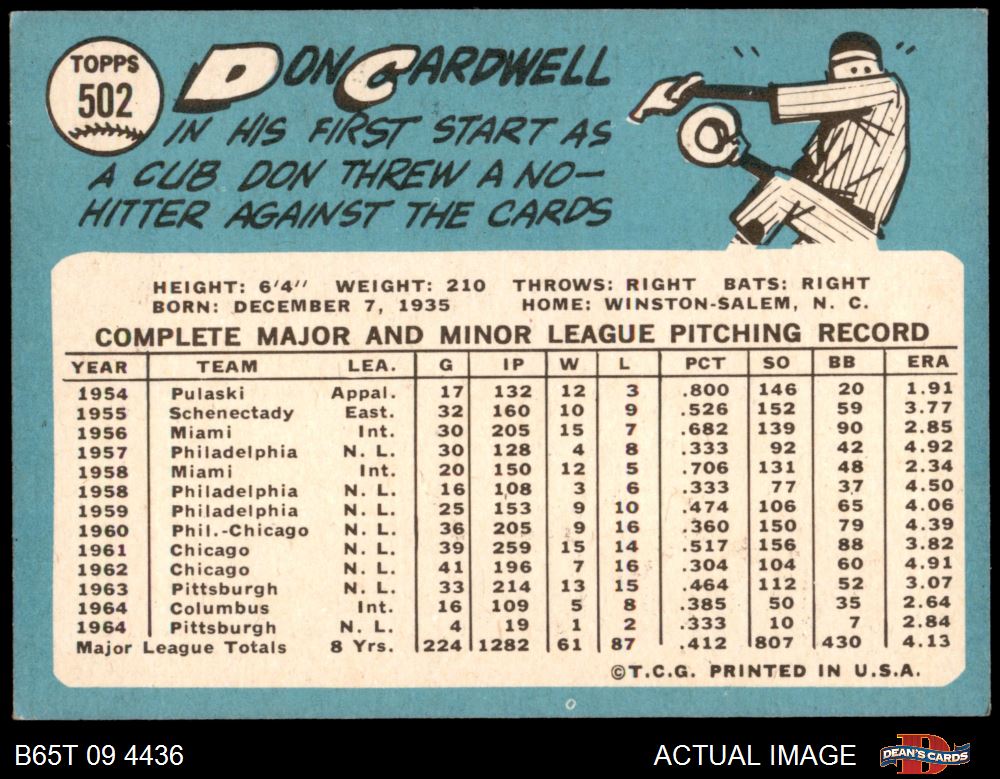 TOPPS
502
DON CARDWELL
IN HIS FIRST START AS
A CUB DON THREW A NO-
HITTER AGAINST THE CARDS
HEIGHT: 6'4" WEIGHT: 210 THROWS: RIGHT BATS: RIGHT
BORN: DECEMBER 7, 1935 HOME: WINSTON-SALEM, N. C.
COMPLETE MAJOR AND MINOR LEAGUE PITCHING RECORD
YEAR TEAM LEA. G IP W L PCT SO BB ERA
1954 Pulaski Appal. 17 132 12 3 .800 146 20 1.91
1955 Schenectady East. 32 160 10 9 .526 152 59 3.77
1956 Miami Int. 30 205 15 7 .682 139 90 2.85
1957 Philadelphia N. L. 30 128 4 8 .333 92 42 4.92
1958 Miami Int. 20 150 12 5 .706 131 48 2.34
1958 Philadelphia N. L. 16 108 3 6 .333 77 37 4.50
1959 Philadelphia N. L. 25 153 9 10 .474 106 65 4.06
1960 Phil.-Chicago N. L. 36 205 9 16 .360 150 79 4.39
1961 Chicago N. L. 39 259 15 14 .517 156 88 3.82
1962 Chicago N. L. 41 196 7 16 .304 104 60 4.91
1963 Pittsburgh N. L. 33 214 13 15 .464 112 52 3.07
1964 Columbus Int. 16 109 5 8 .385 50 35 2.64
1964 Pittsburgh N. L. 4 19 1 2 .333 10 7 2.84
Major League Totals 8 Yrs. 224 1282 61 87 .412 807 430 4.13
©T.C.G. PRINTED IN U.S.A.
B65T 09 4436 ACTUAL IMAGE DEAN'S CARDS